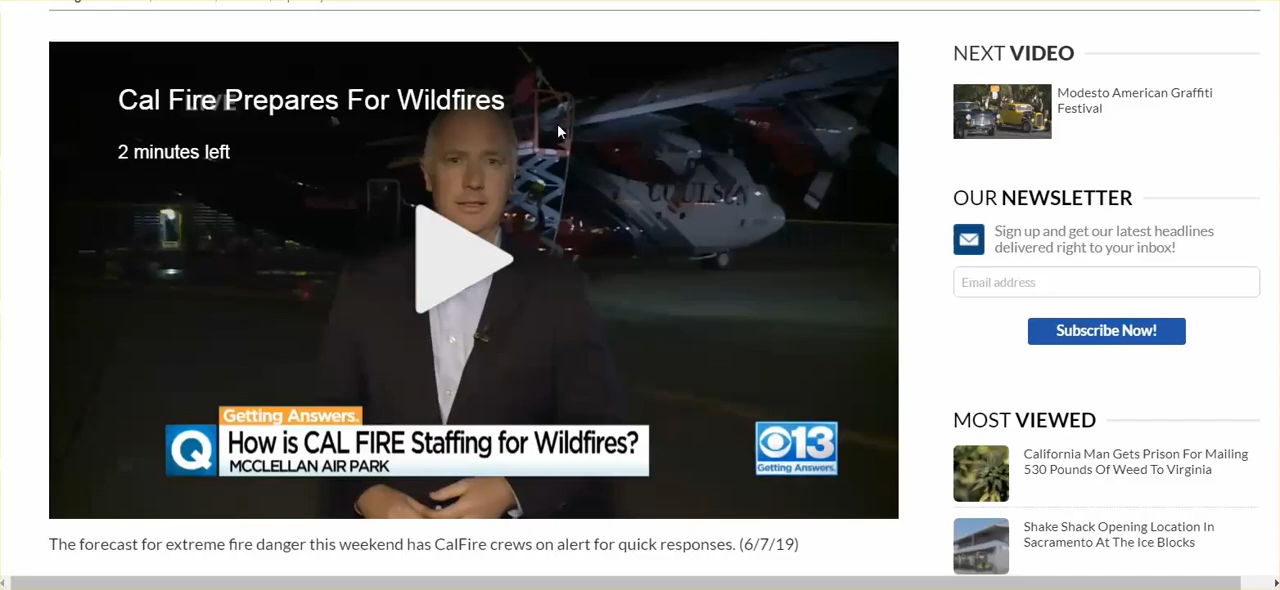 Cal Fire Prepares For Wildfires
LIVE
2 minutes left
COULSON
Getting Answers.
Q
How is CAL FIRE Staffing for Wildfires?
MCCLELLAN AIR PARK
13
Getting Answers.
The forecast for extreme fire danger this weekend has CalFire crews on alert for quick responses. (6/7/19)
NEXT VIDEO
Modesto American Graffiti
Festival
OUR NEWSLETTER
Sign up and get our latest headlines
delivered right to your inbox!
Email address
Subscribe Now!
MOST VIEWED
California Man Gets Prison For Mailing
530 Pounds Of Weed To Virginia
Shake Shack Opening Location In
Sacramento At The Ice Blocks